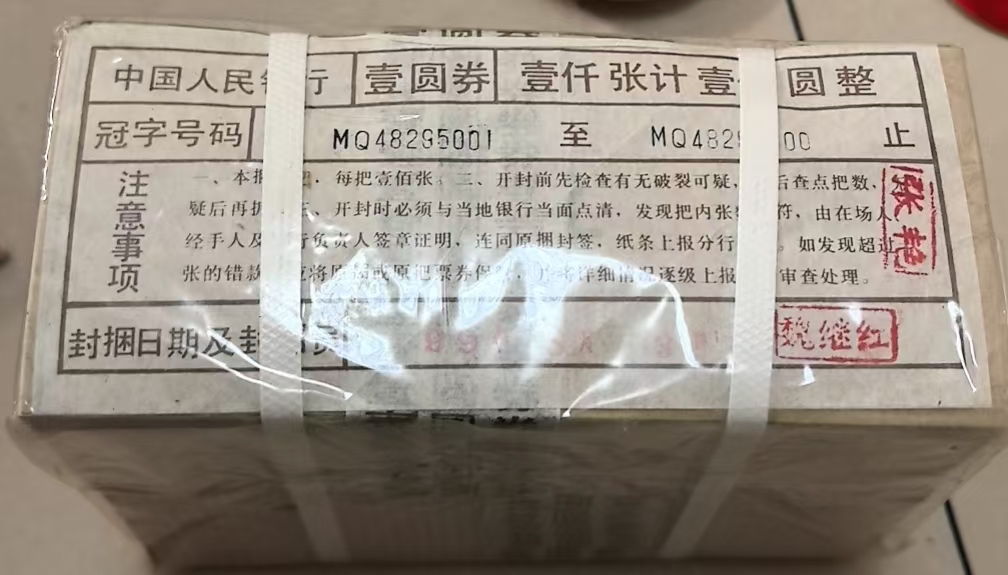 中国人民 行 壹圆券 壹仟张计壹 圆整
冠字号码 MQ48295001 至 MQ482 00 止
注意事项
一、本 每把壹佰张。三、开封前先检查有无破裂可疑, 后查点把数,
疑后再 开封时必须与当地银行当面点清,发现把内张 符,由在场人
经手人及 行负责人签章证明,连同原捆封签,纸条上报分行 如发现超过
张的错款 应将原捆或原把票券保 详细情况逐级上报 审查处理。
张艳
封捆日期及封 员
魏继红